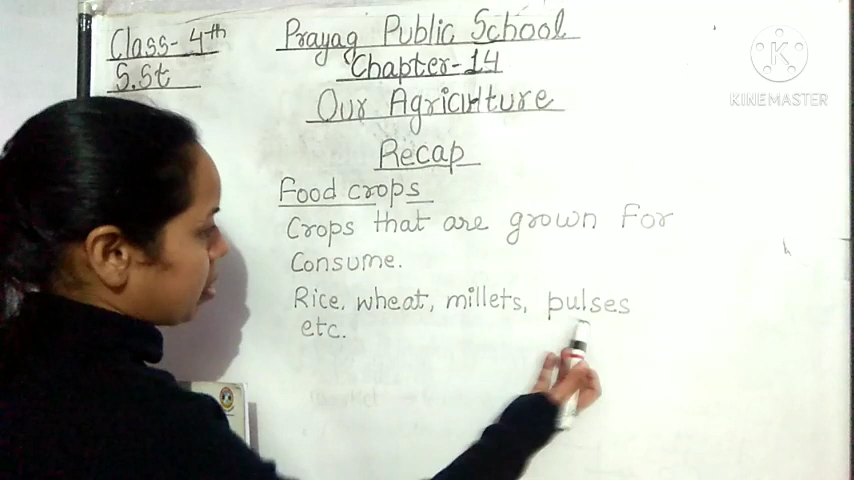 Class- 4th
S.St
Prayag Public School
Chapter-14
Our Agriculture
Recap
Food crops
Crops that are grown for
Consume.
Rice, wheat, millets, pulses
etc.
K
KINEMASTER